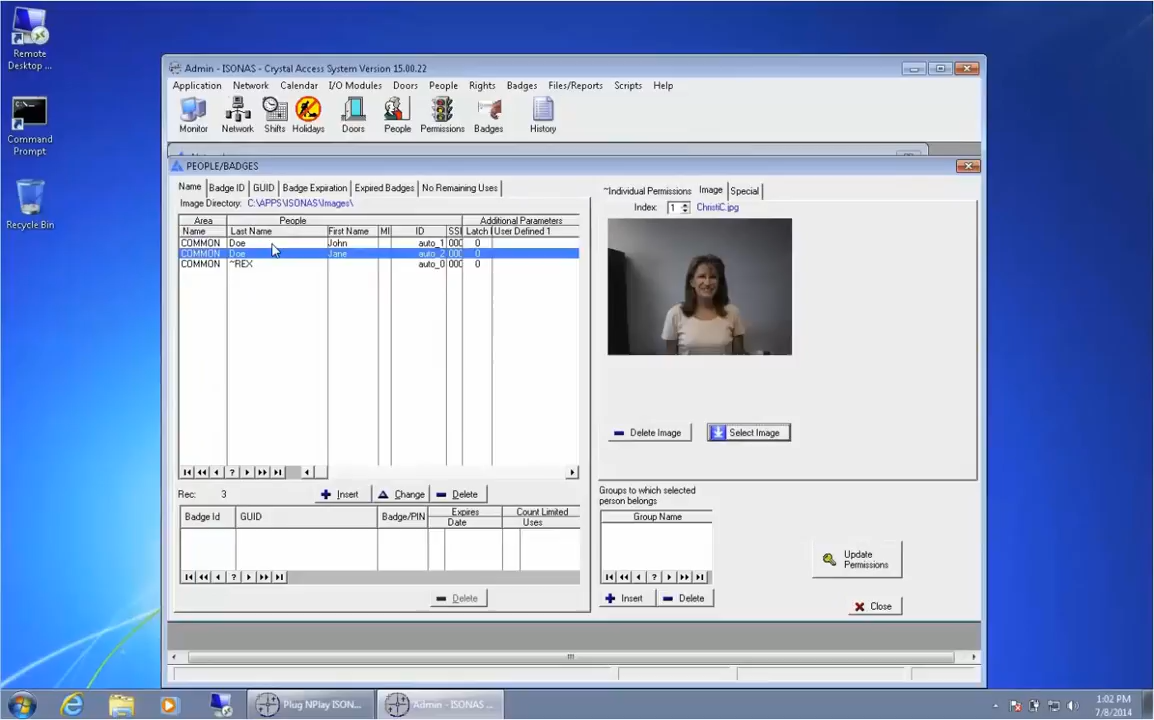 Remote
Desktop ...
Command
Prompt
Recycle Bin
Admin - ISONAS - Crystal Access System Version 15.00.22
Application Network Calendar I/O Modules Doors People Rights Badges Files/Reports Scripts Help
Monitor Network Shifts Holidays Doors People Permissions Badges History
PEOPLE/BADGES
Name Badge ID GUID Badge Expiration Expired Badges No Remaining Uses
~Individual Permissions Image Special
Image Directory: C:\APPS\ISONAS\Images\
Index: 1 ChristiC.jpg
Area People Additional Parameters
Name Last Name First Name MI ID SSI Latch User Defined 1
COMMON Doe John auto_1 000 0
COMMON Doe Jane auto_2 000 0
COMMON ~REX auto_0 000 0
Delete Image Select Image
Rec: 3 Insert Change Delete
Groups to which selected
person belongs
Badge Id GUID Badge/PIN Expires Date Count Limited Uses
Group Name
Update
Permissions
Delete
Insert Delete
Close
Plug NPlay ISON... Admin - ISONAS ...
1:02 PM
7/8/2014